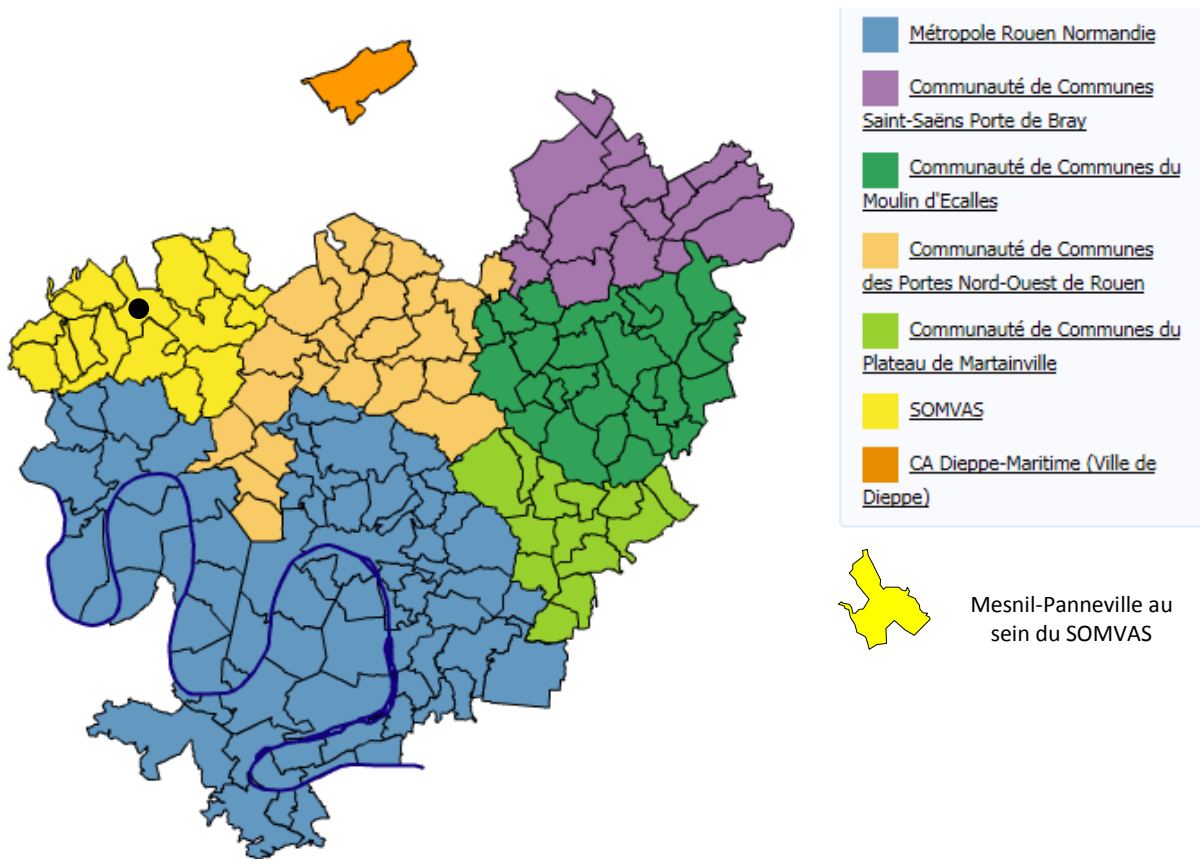 Métropole Rouen Normandie
Communauté de Communes
Saint-Saëns Porte de Bray
Communauté de Communes du
Moulin d'Ecalles
Communauté de Communes
des Portes Nord-Ouest de Rouen
Communauté de Communes du
Plateau de Martainville
SOMVAS
CA Dieppe-Maritime (Ville de
Dieppe)
Mesnil-Panneville au
sein du SOMVAS